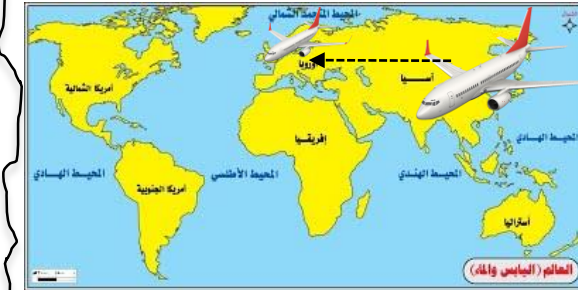 المحيط المتجمد الشمالي
أوروبا
آسيا
أمريكا الشمالية
إفريقيا
المحيط الهادي
المحيط الهادي
المحيط الأطلسي
المحيط الهندي
أمريكا الجنوبية
أستراليا
العالم (اليابس والماء)